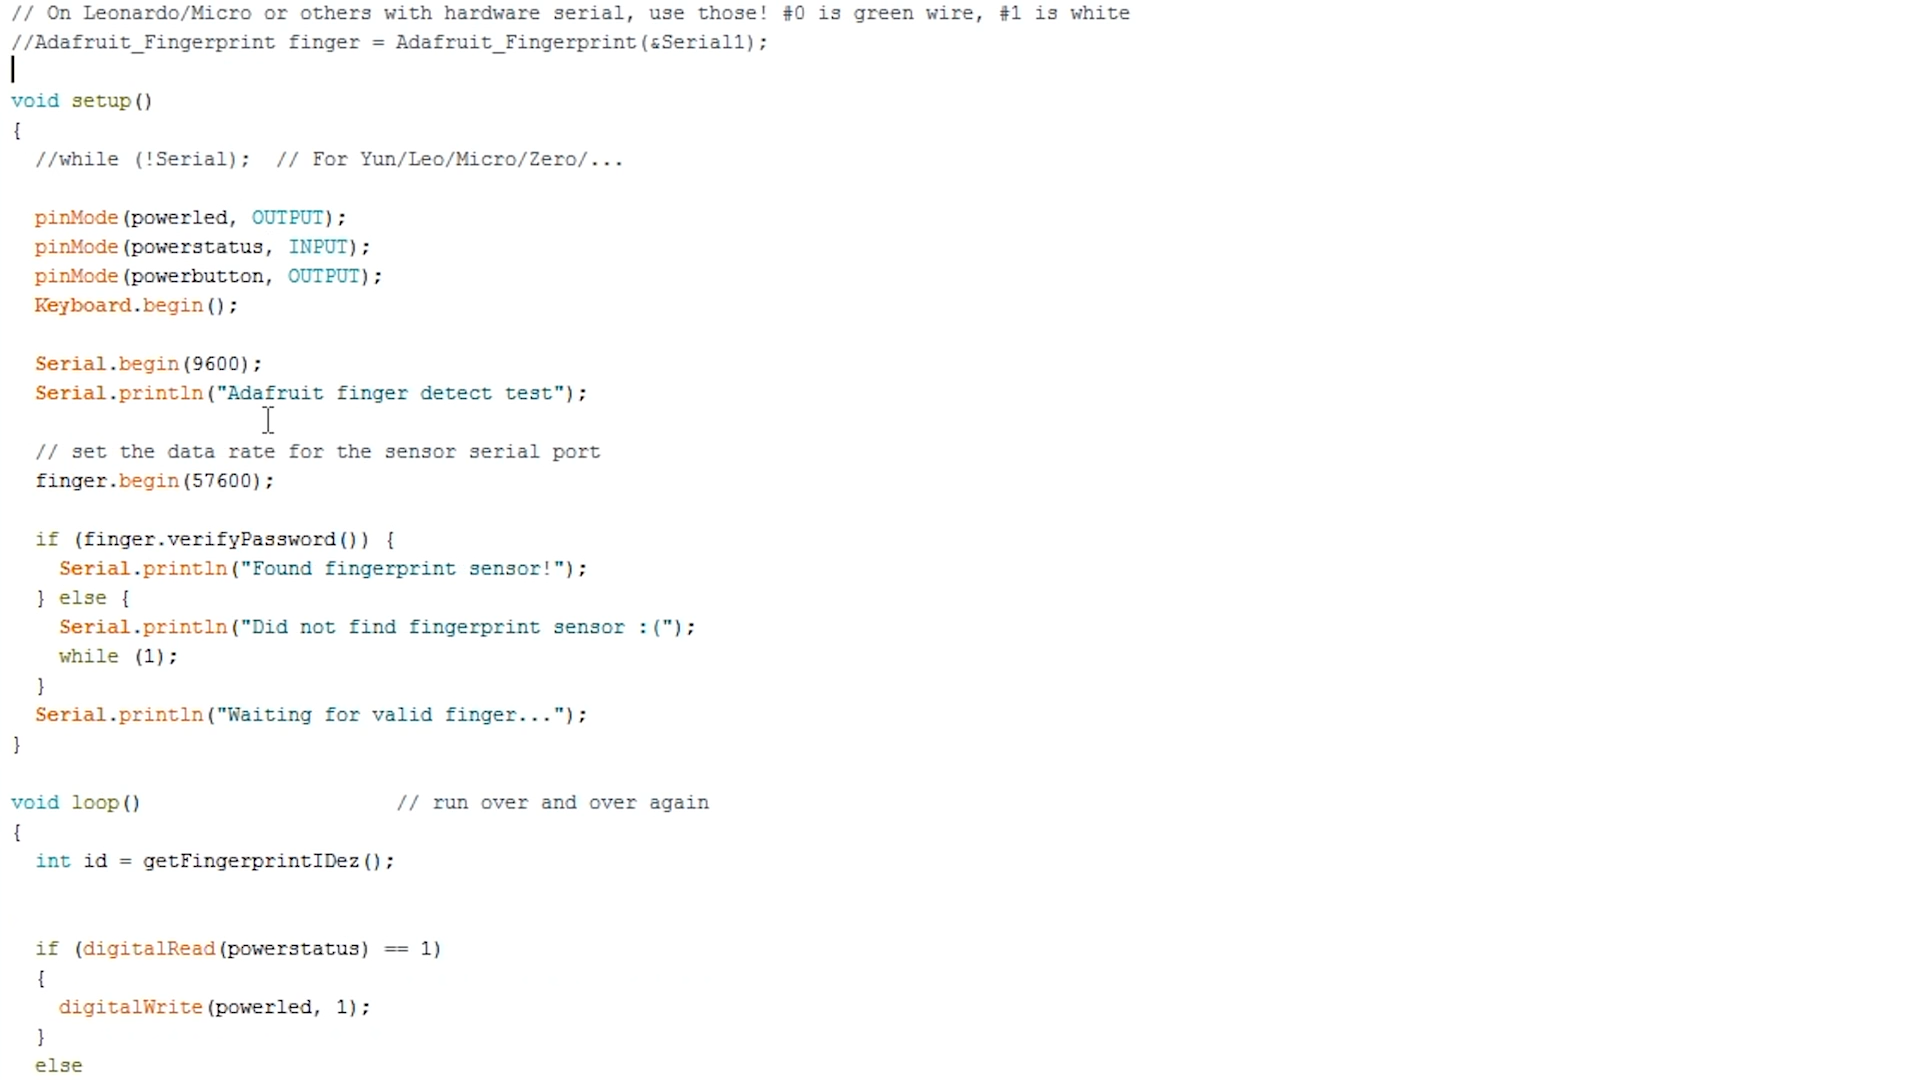 // On Leonardo/Micro or others with hardware serial, use those! #0 is green wire, #1 is white
//Adafruit_Fingerprint finger = Adafruit_Fingerprint(&Serial1);
void setup()
{
  //while (!Serial);  // For Yun/Leo/Micro/Zero/...
  pinMode(powerled, OUTPUT);
  pinMode(powerstatus, INPUT);
  pinMode(powerbutton, OUTPUT);
  Keyboard.begin();
  Serial.begin(9600);
  Serial.println("Adafruit finger detect test");
  // set the data rate for the sensor serial port
  finger.begin(57600);
  if (finger.verifyPassword()) {
    Serial.println("Found fingerprint sensor!");
  } else {
    Serial.println("Did not find fingerprint sensor :(");
    while (1);
  }
  Serial.println("Waiting for valid finger...");
}
void loop()                     // run over and over again
{
  int id = getFingerprintIDez();
  if (digitalRead(powerstatus) == 1)
  {
    digitalWrite(powerled, 1);
  }
  else